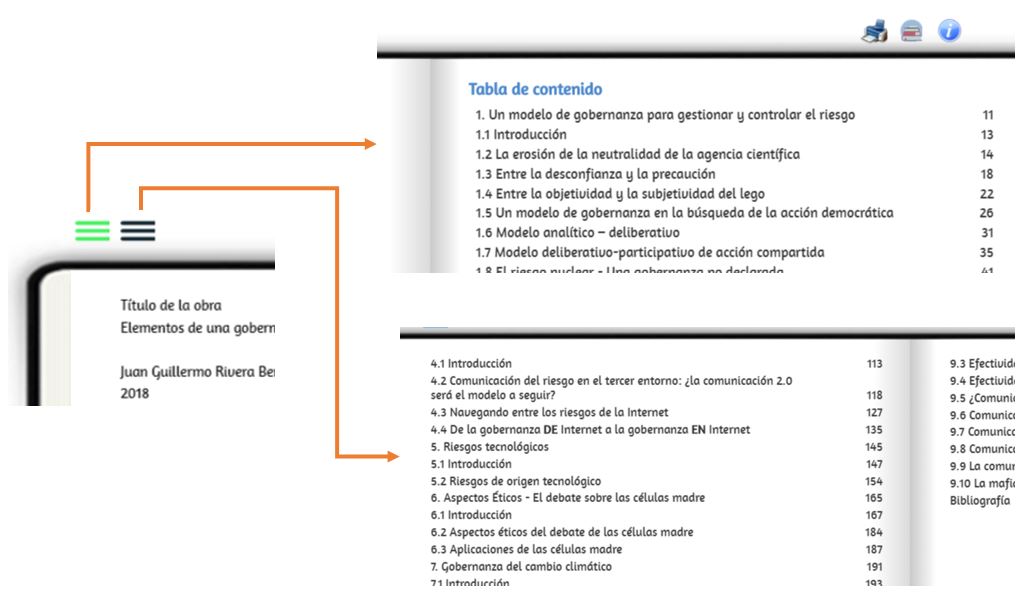 Tabla de contenido
1. Un modelo de gobernanza para gestionar y controlar el riesgo 11
1.1 Introducción 13
1.2 La erosión de la neutralidad de la agencia científica 14
1.3 Entre la desconfianza y la precaución 18
1.4 Entre la objetividad y la subjetividad del lego 22
1.5 Un modelo de gobernanza en la búsqueda de la acción democrática 26
1.6 Modelo analítico – deliberativo 31
1.7 Modelo deliberativo-participativo de acción compartida 35
1.8 El riesgo nuclear - Una gobernanza no declarada 41
Título de la obra
Elementos de una gobern
Juan Guillermo Rivera Be
2018
4.1 Introducción 113
4.2 Comunicación del riesgo en el tercer entorno: ¿la comunicación 2.0
será el modelo a seguir? 118
4.3 Navegando entre los riesgos de la Internet 127
4.4 De la gobernanza DE Internet a la gobernanza EN Internet 135
5. Riesgos tecnológicos 145
5.1 Introducción 147
5.2 Riesgos de origen tecnológico 154
6. Aspectos Éticos - El debate sobre las células madre 165
6.1 Introducción 167
6.2 Aspectos éticos del debate de las células madre 184
6.3 Aplicaciones de las células madre 187
7. Gobernanza del cambio climático 191
7.1 Introducción 193
9.3 Efectivid
9.4 Efectivid
9.5 ¿Comuni
9.6 Comunic
9.7 Comunic
9.8 Comunic
9.9 La comu
9.10 La mafi
Bibliografía